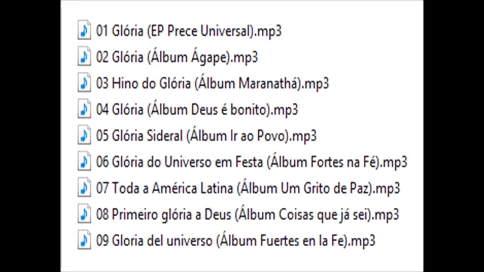 01 Glória (EP Prece Universal).mp3
02 Glória (Álbum Ágape).mp3
03 Hino do Glória (Álbum Maranathá).mp3
04 Glória (Álbum Deus é bonito).mp3
05 Glória Sideral (Álbum Ir ao Povo).mp3
06 Glória do Universo em Festa (Álbum Fortes na Fé).mp3
07 Toda a América Latina (Álbum Um Grito de Paz).mp3
08 Primeiro glória a Deus (Álbum Coisas que já sei).mp3
09 Gloria del universo (Álbum Fuertes en la Fe).mp3